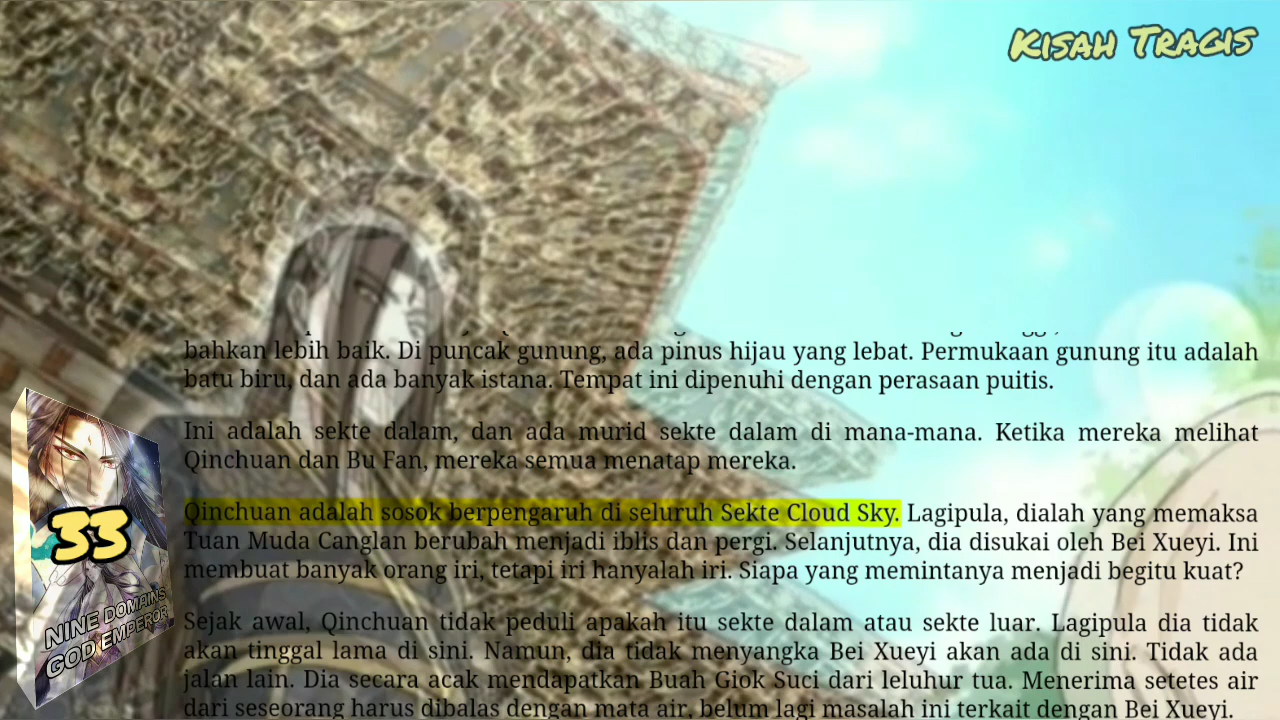 Kisah Tragis
bahkan lebih baik. Di puncak gunung, ada pinus hijau yang lebat. Permukaan gunung itu adalah
batu biru, dan ada banyak istana. Tempat ini dipenuhi dengan perasaan puitis.
Ini adalah sekte dalam, dan ada murid sekte dalam di mana-mana. Ketika mereka melihat
Qinchuan dan Bu Fan, mereka semua menatap mereka.
Qinchuan adalah sosok berpengaruh di seluruh Sekte Cloud Sky. Lagipula, dialah yang memaksa
Tuan Muda Canglan berubah menjadi iblis dan pergi. Selanjutnya, dia disukai oleh Bei Xueyi. Ini
membuat banyak orang iri, tetapi iri hanyalah iri. Siapa yang memintanya menjadi begitu kuat?
Sejak awal, Qinchuan tidak peduli apakah itu sekte dalam atau sekte luar. Lagipula dia tidak
akan tinggal lama di sini. Namun, dia tidak menyangka Bei Xueyi akan ada di sini. Tidak ada
jalan lain. Dia secara acak mendapatkan Buah Giok Suci dari leluhur tua. Menerima setetes air
dari seseorang harus dibalas dengan mata air, belum lagi masalah ini terkait dengan Bei Xueyi.
33
NINE DOMAINS
GOD EMPEROR